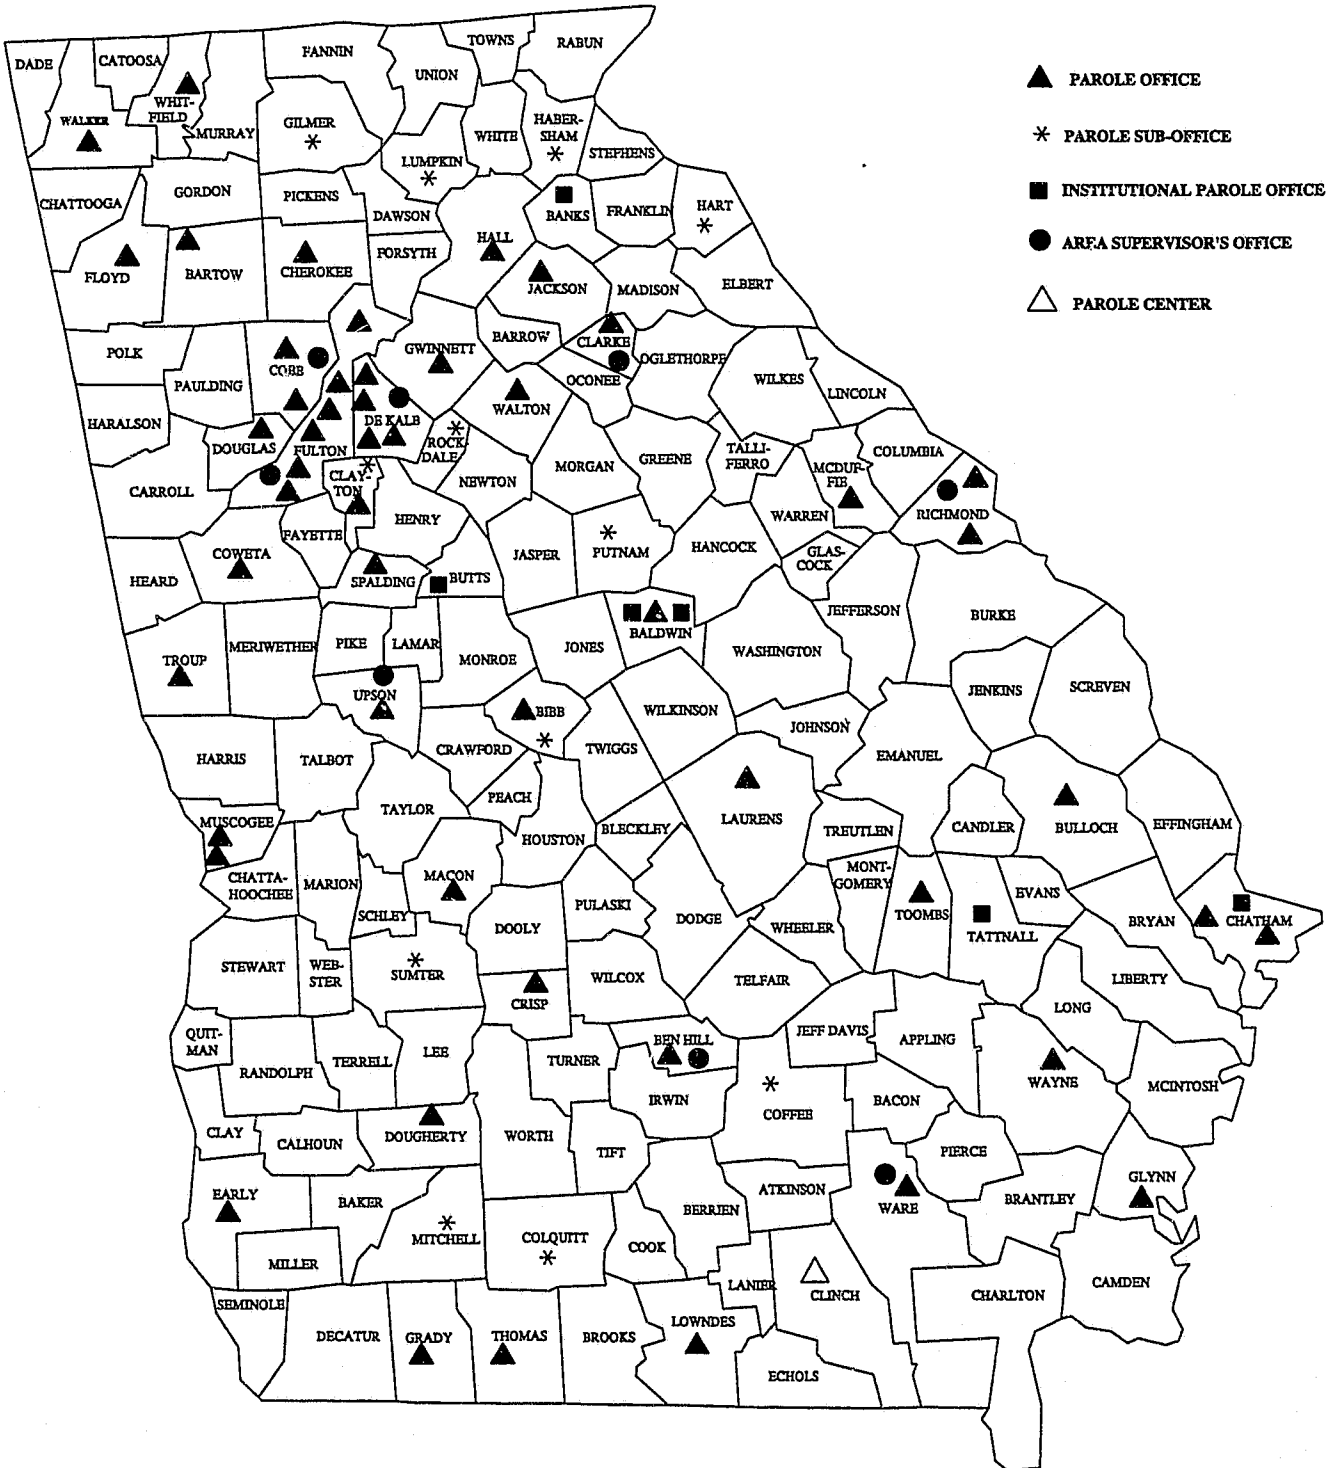 PAROLE OFFICE
PAROLE SUB-OFFICE
INSTITUTIONAL PAROLE OFFICE
AREA SUPERVISOR'S OFFICE
PAROLE CENTER
DADE
CATOOSA
WHIT-
FIELD
WALKER
MURRAY
FANNIN
GILMER
UNION
TOWNS
RABUN
WHITE
HABER-
SHAM
STEPHENS
LUMPKIN
CHATTOOGA
GORDON
PICKENS
DAWSON
BANKS
FRANKLIN
HART
FLOYD
BARTOW
CHEROKEE
FORSYTH
HALL
JACKSON
MADISON
ELBERT
POLK
PAULDING
COBB
GWINNETT
BARROW
CLARKE
OCONEE
OGLETHORPE
WILKES
LINCOLN
HARALSON
DOUGLAS
FULTON
DE KALB
ROCK-
DALE
WALTON
CARROLL
CLAY-
TON
NEWTON
MORGAN
GREENE
TALLI-
FERRO
MCDUF-
FIE
COLUMBIA
RICHMOND
WARREN
HEARD
COWETA
FAYETTE
HENRY
SPALDING
BUTTS
JASPER
PUTNAM
HANCOCK
GLAS-
COCK
JEFFERSON
BURKE
TROUP
MERIWETHER
PIKE
LAMAR
MONROE
JONES
BALDWIN
WASHINGTON
JENKINS
SCREVEN
UPSON
BIBB
WILKINSON
JOHNSON
EMANUEL
HARRIS
TALBOT
CRAWFORD
TWIGGS
PEACH
TAYLOR
HOUSTON
BLECKLEY
LAURENS
TREUTLEN
CANDLER
BULLOCH
EFFINGHAM
MUSCOGEE
CHATTA-
HOOCHEE
MARION
SCHLEY
MACON
DOOLY
PULASKI
DODGE
WHEELER
MONT-
GOMERY
TOOMBS
TATTNALL
EVANS
BRYAN
CHATHAM
STEWART
WEB-
STER
SUMTER
CRISP
WILCOX
TELFAIR
LIBERTY
LONG
QUIT-
MAN
RANDOLPH
TERRELL
LEE
TURNER
BEN HILL
JEFF DAVIS
APPLING
WAYNE
MCINTOSH
IRWIN
COFFEE
BACON
CLAY
CALHOUN
DOUGHERTY
WORTH
TIFT
PIERCE
EARLY
BAKER
MITCHELL
COLQUITT
COOK
BERRIEN
ATKINSON
WARE
BRANTLEY
GLYNN
MILLER
LANIER
CLINCH
CHARLTON
CAMDEN
SEMINOLE
DECATUR
GRADY
THOMAS
BROOKS
LOWNDES
ECHOLS